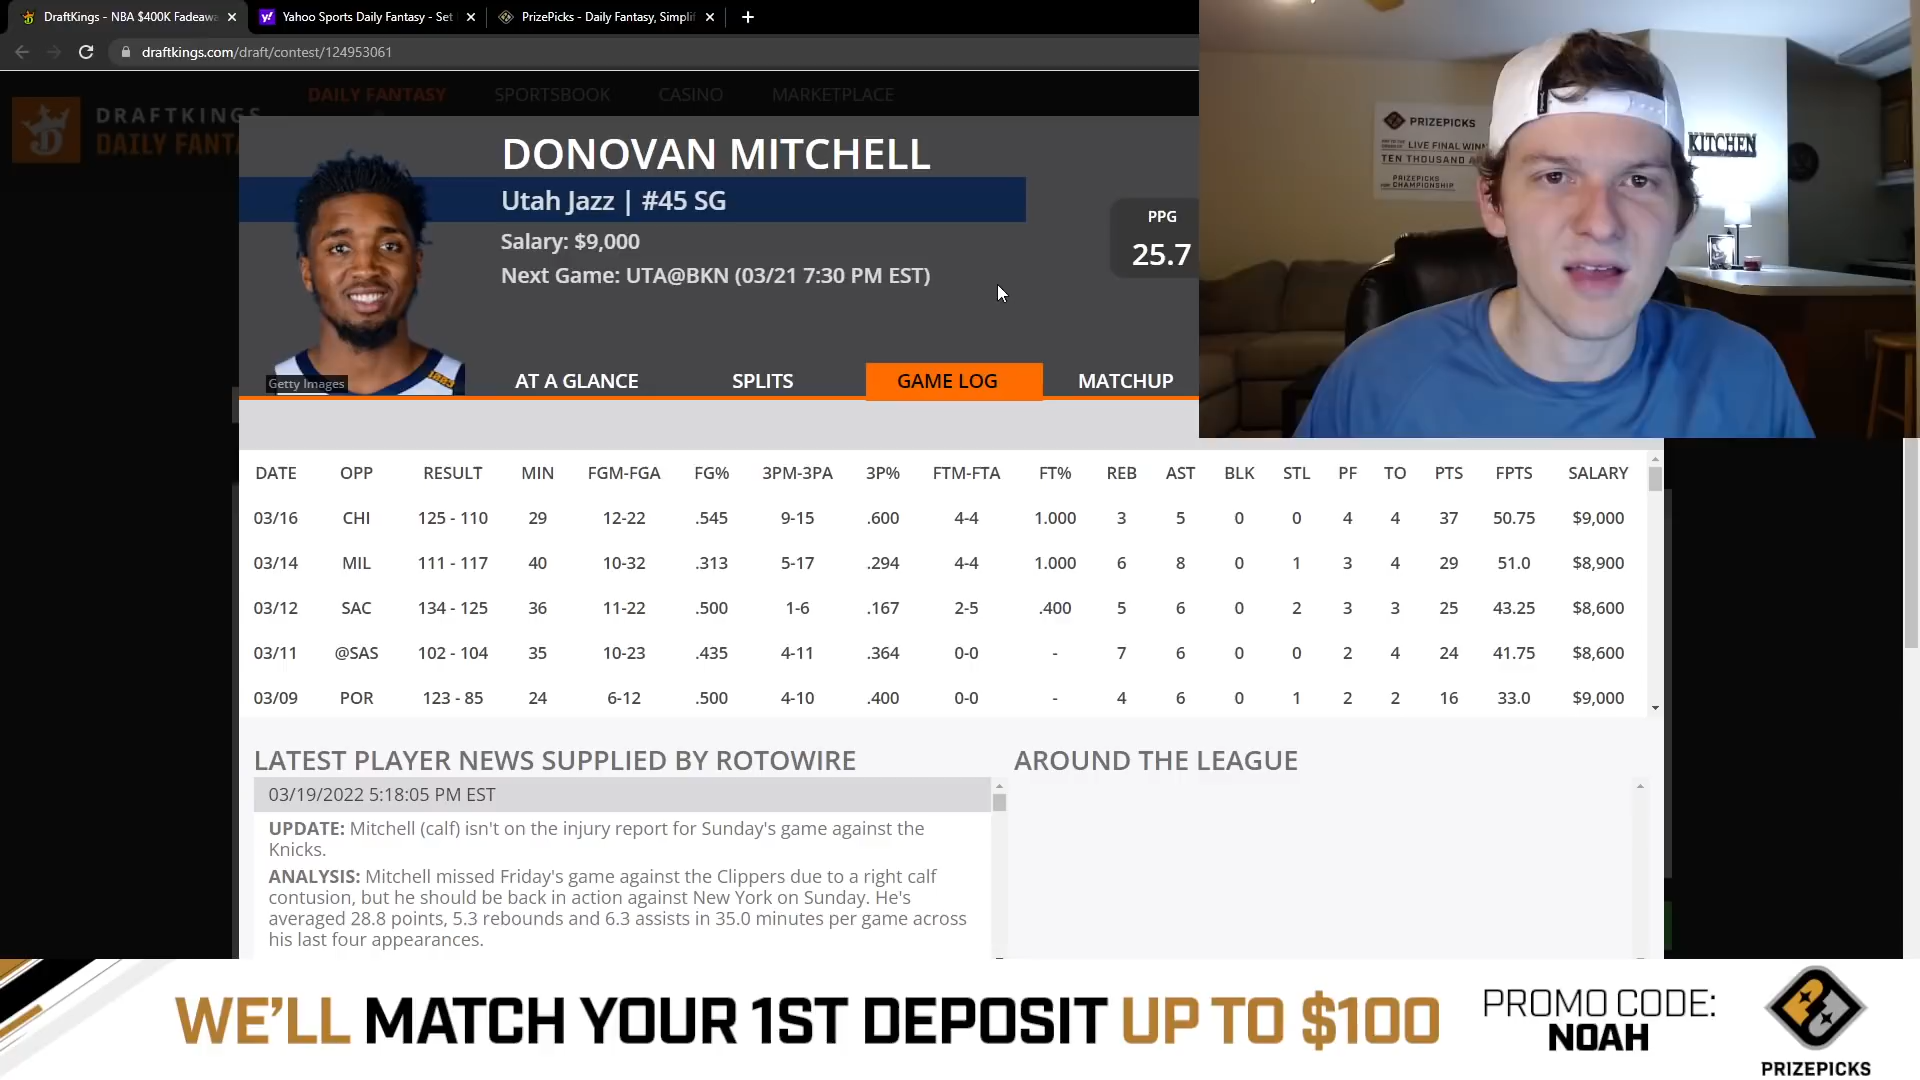 DraftKings - NBA $400K Fadeawa
Yahoo Sports Daily Fantasy - Set
PrizePicks - Daily Fantasy, Simplif
draftkings.com/draft/contest/124953061
DRAFTKINGS
DAILY FANT
DAILY FANTASY
SPORTSBOOK
CASINO
MARKETPLACE
DONOVAN MITCHELL
Utah Jazz | #45 SG
Salary: $9,000
Next Game: UTA@BKN (03/21 7:30 PM EST)
PPG
25.7
Getty Images
AT A GLANCE SPLITS GAME LOG MATCHUP
PRIZEPICKS
LIVE FINAL WINN
TEN THOUSAND
PRIZEPICKS
CHAMPIONSHIP
KITCHEN
DATE OPP RESULT MIN FGM-FGA FG% 3PM-3PA 3P% FTM-FTA FT% REB AST BLK STL PF TO PTS FPTS SALARY
03/16 CHI 125 - 110 29 12-22 .545 9-15 .600 4-4 1.000 3 5 0 0 4 4 37 50.75 $9,000
03/14 MIL 111 - 117 40 10-32 .313 5-17 .294 4-4 1.000 6 8 0 1 3 4 29 51.0 $8,900
03/12 SAC 134 - 125 36 11-22 .500 1-6 .167 2-5 .400 5 6 0 2 3 3 25 43.25 $8,600
03/11 @SAS 102 - 104 35 10-23 .435 4-11 .364 0-0 - 7 6 0 0 2 4 24 41.75 $8,600
03/09 POR 123 - 85 24 6-12 .500 4-10 .400 0-0 - 4 6 0 1 2 2 16 33.0 $9,000
LATEST PLAYER NEWS SUPPLIED BY ROTOWIRE
03/19/2022 5:18:05 PM EST
UPDATE: Mitchell (calf) isn't on the injury report for Sunday's game against the
Knicks.
ANALYSIS: Mitchell missed Friday's game against the Clippers due to a right calf
contusion, but he should be back in action against New York on Sunday. He's
averaged 28.8 points, 5.3 rebounds and 6.3 assists in 35.0 minutes per game across
his last four appearances.
AROUND THE LEAGUE
WE'LL MATCH YOUR 1ST DEPOSIT UP TO $100
PROMO CODE:
NOAH
PRIZEPICKS